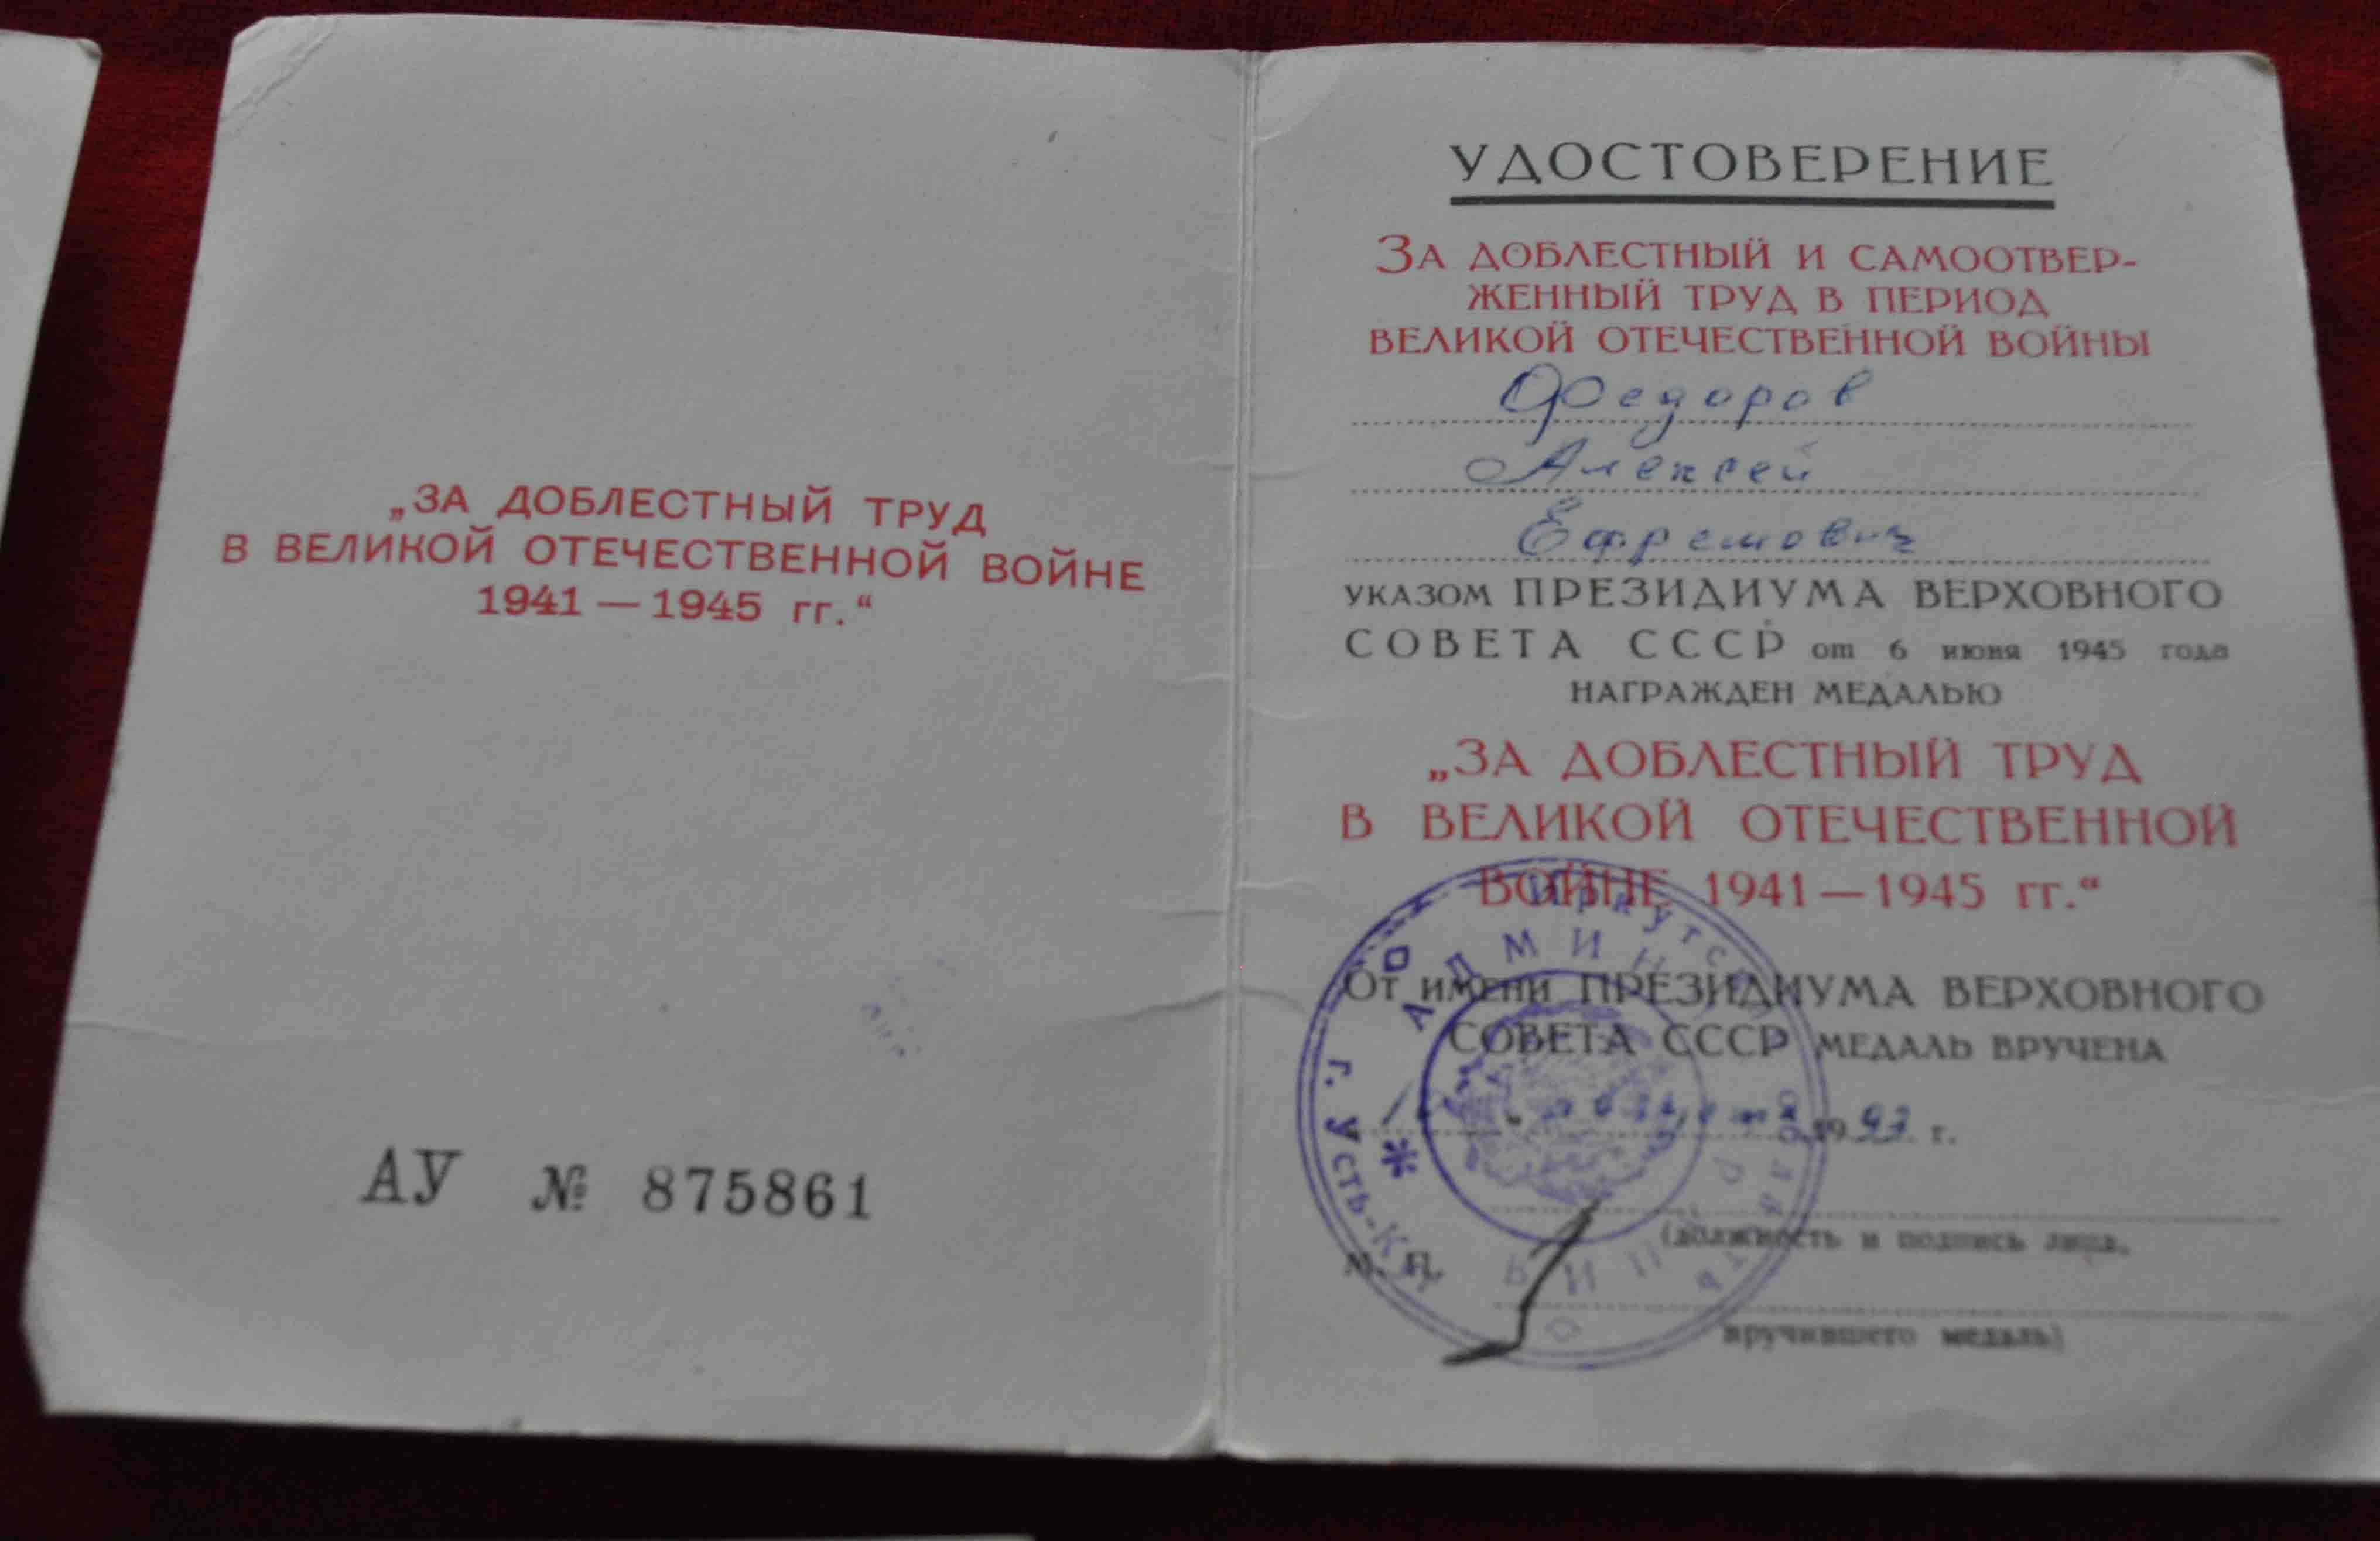 „ЗА ДОБЛЕСТНЫЙ ТРУД
В ВЕЛИКОЙ ОТЕЧЕСТВЕННОЙ ВОЙНЕ
1941 — 1945 гг.“
АУ № 875861
УДОСТОВЕРЕНИЕ
ЗА ДОБЛЕСТНЫЙ И САМООТВЕР-
ЖЕННЫЙ ТРУД В ПЕРИОД
ВЕЛИКОЙ ОТЕЧЕСТВЕННОЙ ВОЙНЫ
Федоров
Алексей
Ефремович
УКАЗОМ ПРЕЗИДИУМА ВЕРХОВНОГО
СОВЕТА СССР от 6 июня 1945 года
НАГРАЖДЕН МЕДАЛЬЮ
„ЗА ДОБЛЕСТНЫЙ ТРУД
В ВЕЛИКОЙ ОТЕЧЕСТВЕННОЙ
ВОЙНЕ 1941—1945 гг.“
От имени ПРЕЗИДИУМА ВЕРХОВНОГО
СОВЕТА СССР МЕДАЛЬ ВРУЧЕНА
1993 г.
(должность и подпись лица,
М. П.
вручившего медаль)
г. Усть-Ку